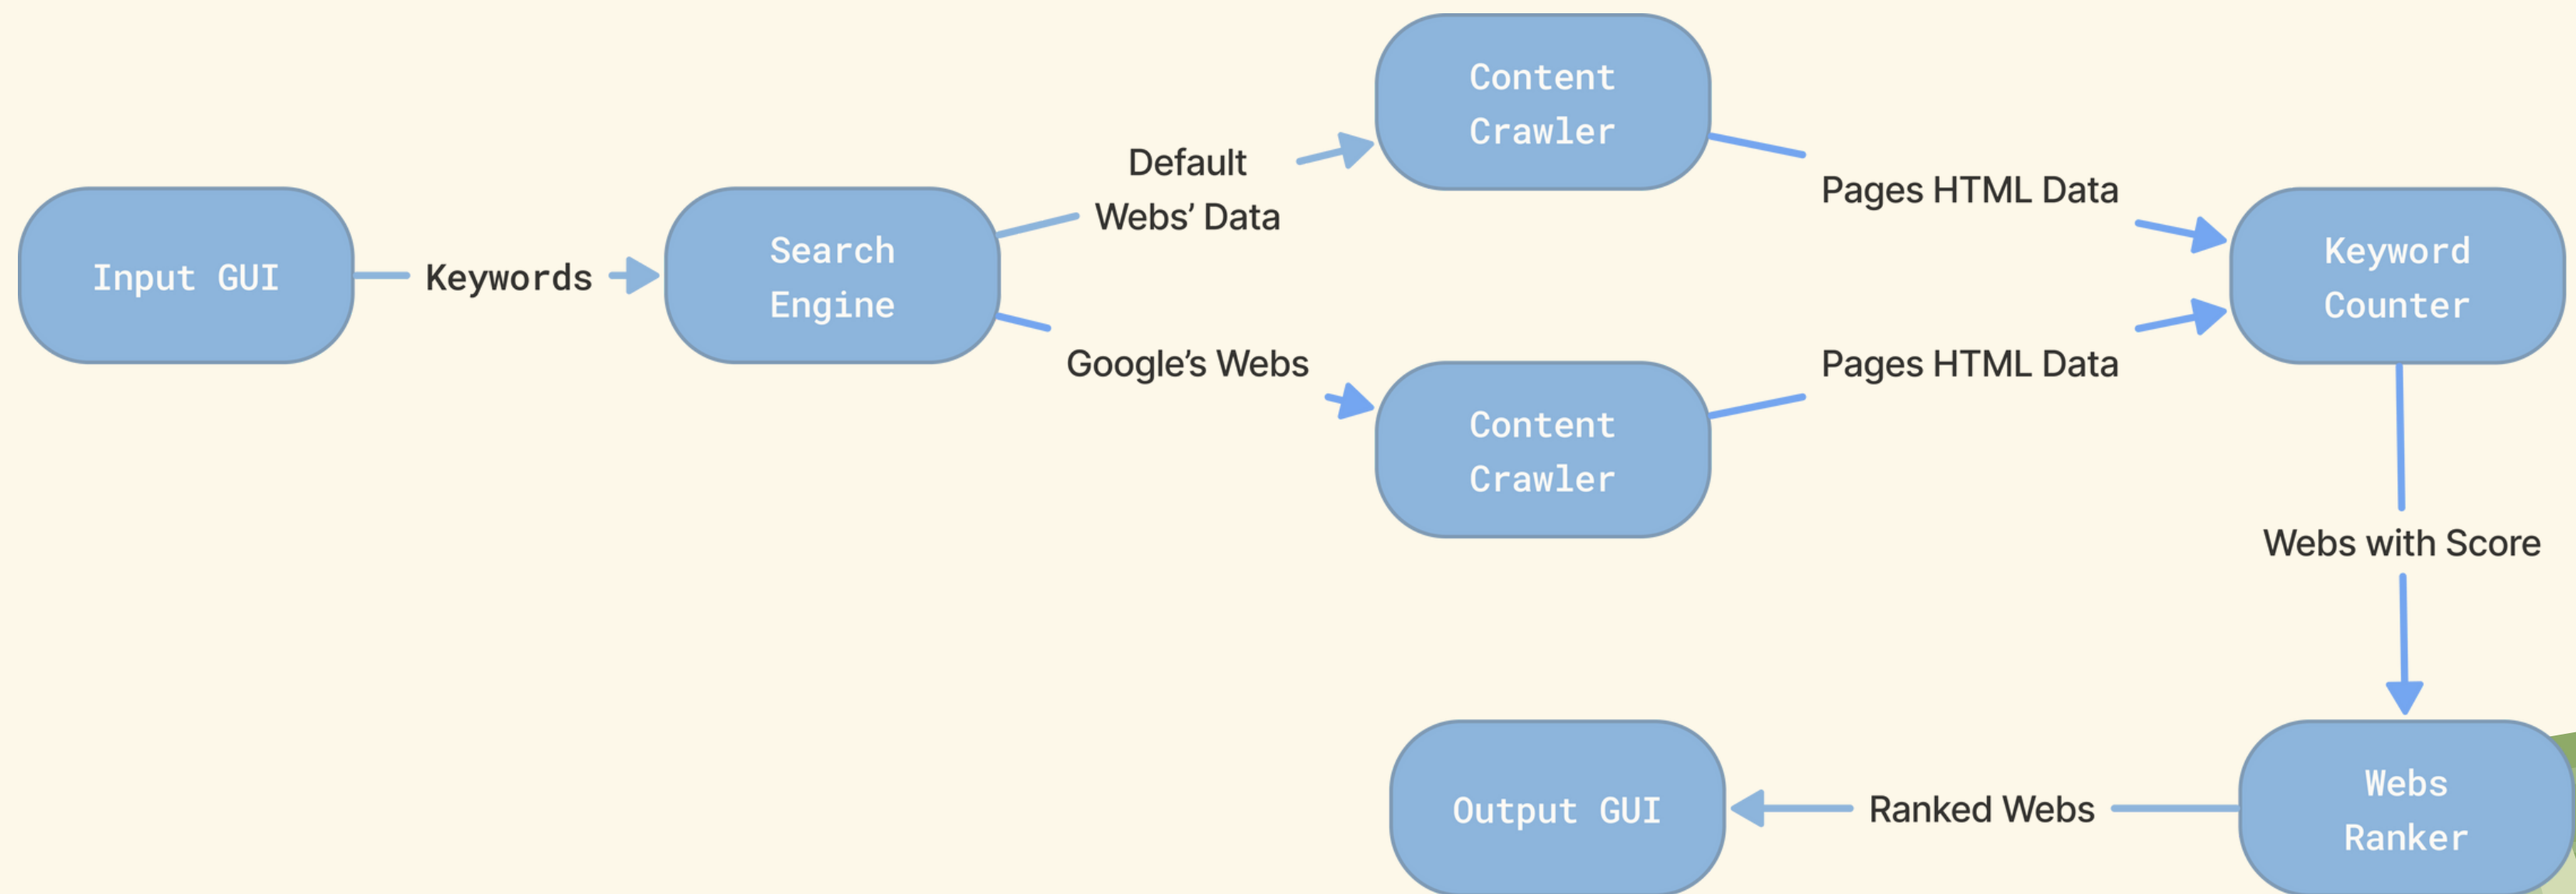 Input GUI
Keywords
Search
Engine
Default
Webs’ Data
Google’s Webs
Content
Crawler
Content
Crawler
Pages HTML Data
Pages HTML Data
Keyword
Counter
Webs with Score
Webs
Ranker
Ranked Webs
Output GUI